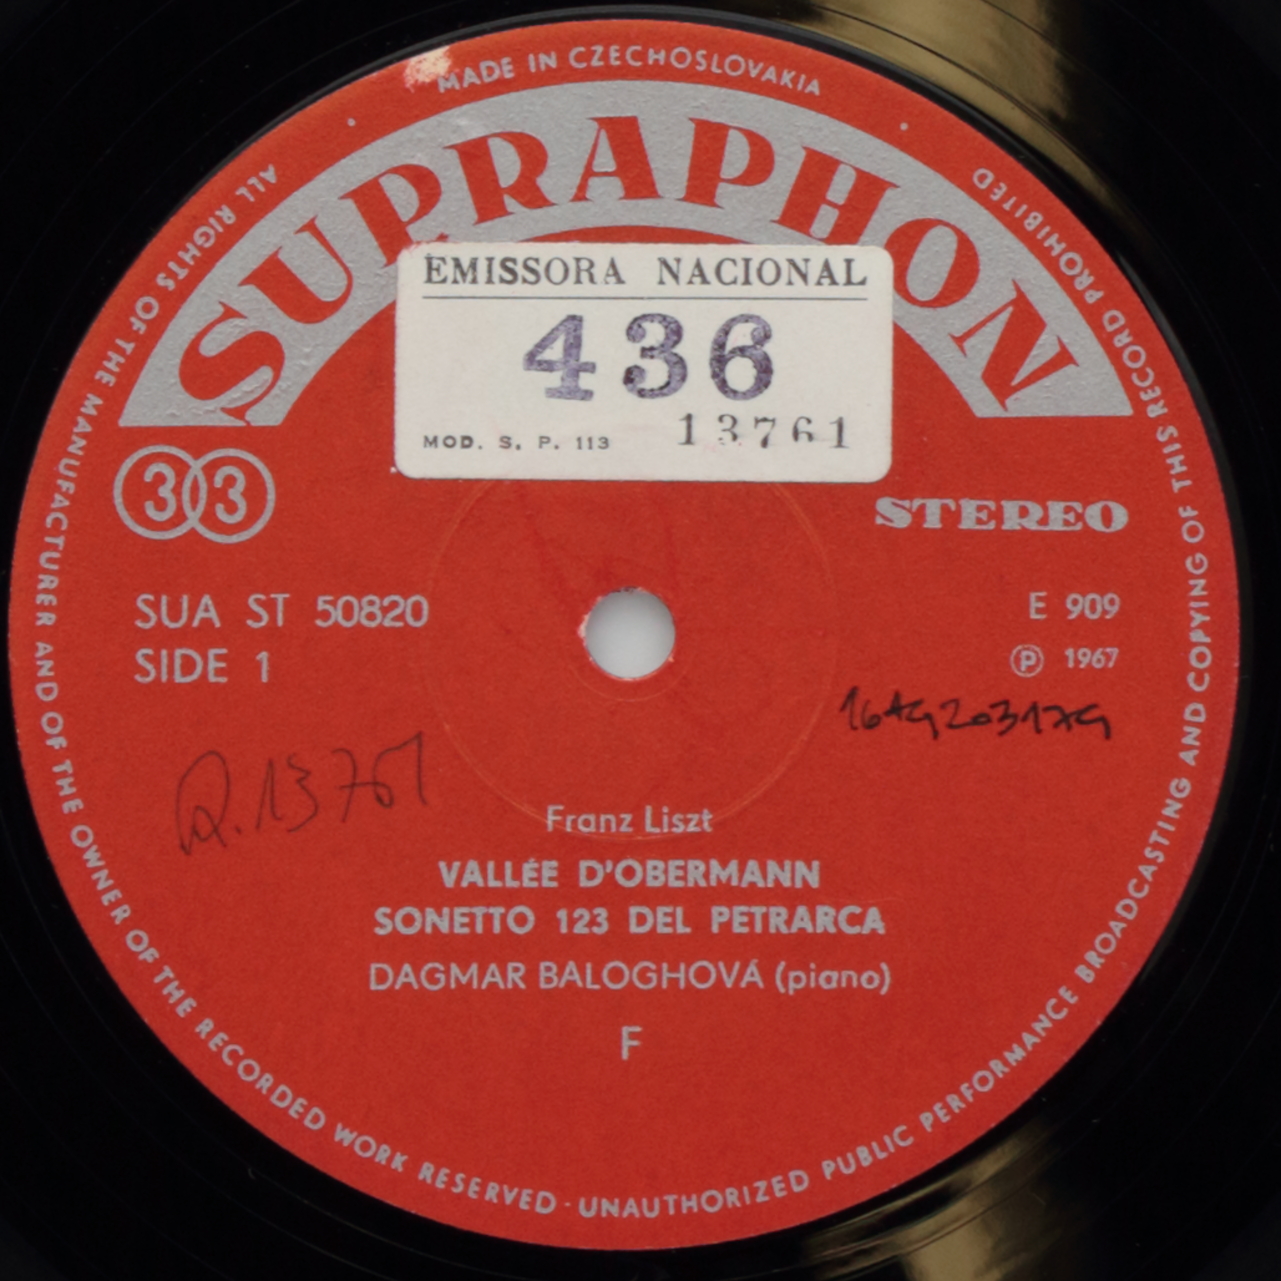 MADE IN CZECHOSLOVAKIA
ALL RIGHTS OF THE MANUFACTURER AND OF THE OWNER OF THE RECORDED WORK RESERVED · UNAUTHORIZED PUBLIC PERFORMANCE BROADCASTING AND COPYING OF THIS RECORD PROHIBITED
SUPRAPHON
EMISSORA NACIONAL
436
MOD. S. P. 113 13761
33
STEREO
SUA ST 50820
E 909
SIDE 1
℗ 1967
Franz Liszt
VALLÉE D'OBERMANN
SONETTO 123 DEL PETRARCA
DAGMAR BALOGHOVÁ (piano)
F